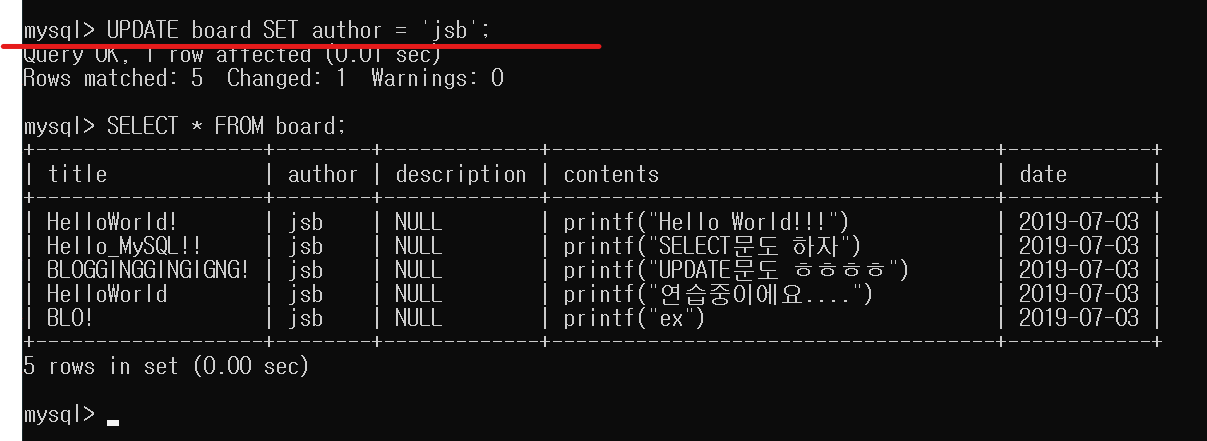 mysql> UPDATE board SET author = 'jsb';
Query OK, 1 row affected (0.01 sec)
Rows matched: 5  Changed: 1  Warnings: 0
mysql> SELECT * FROM board;
+--------------------+--------+-------------+-------------------------------------+------------+
| title              | author | description | contents                            | date       |
+--------------------+--------+-------------+-------------------------------------+------------+
| HelloWorld!        | jsb    | NULL        | printf("Hello World!!!")            | 2019-07-03 |
| Hello_MySQL!!      | jsb    | NULL        | printf("SELECT문도 하자")           | 2019-07-03 |
| BLOGGINGGINGIGNG! | jsb    | NULL        | printf("UPDATE문도 ㅎㅎㅎㅎ")       | 2019-07-03 |
| HelloWorld         | jsb    | NULL        | printf("연습중이에요....")          | 2019-07-03 |
| BLO!               | jsb    | NULL        | printf("ex")                        | 2019-07-03 |
+--------------------+--------+-------------+-------------------------------------+------------+
5 rows in set (0.00 sec)
mysql> _